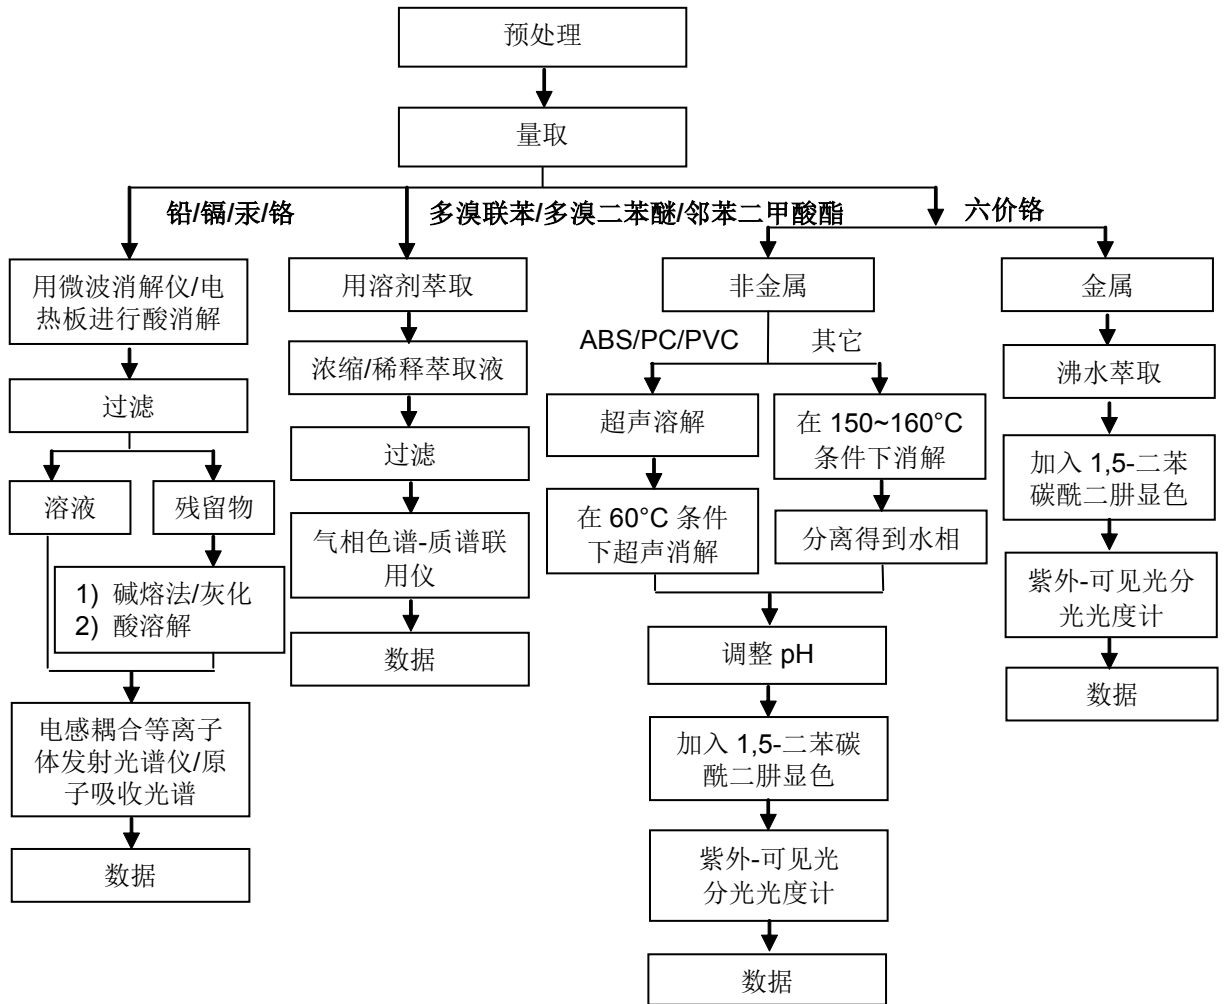 预处理
量取
铅/镉/汞/铬
多溴联苯/多溴二苯醚/邻苯二甲酸酯
六价铬
用微波消解仪/电
热板进行酸消解
过滤
溶液
残留物
1) 碱熔法/灰化
2) 酸溶解
电感耦合等离子
体发射光谱仪/原
子吸收光谱
数据
用溶剂萃取
浓缩/稀释萃取液
过滤
气相色谱-质谱联
用仪
数据
非金属
ABS/PC/PVC
其它
超声溶解
在 60°C 条件
下超声消解
在 150~160°C
条件下消解
分离得到水相
调整 pH
加入 1,5-二苯碳
酰二肼显色
紫外-可见光
分光光度计
数据
金属
沸水萃取
加入 1,5-二苯
碳酰二肼显色
紫外-可见光分
光光度计
数据